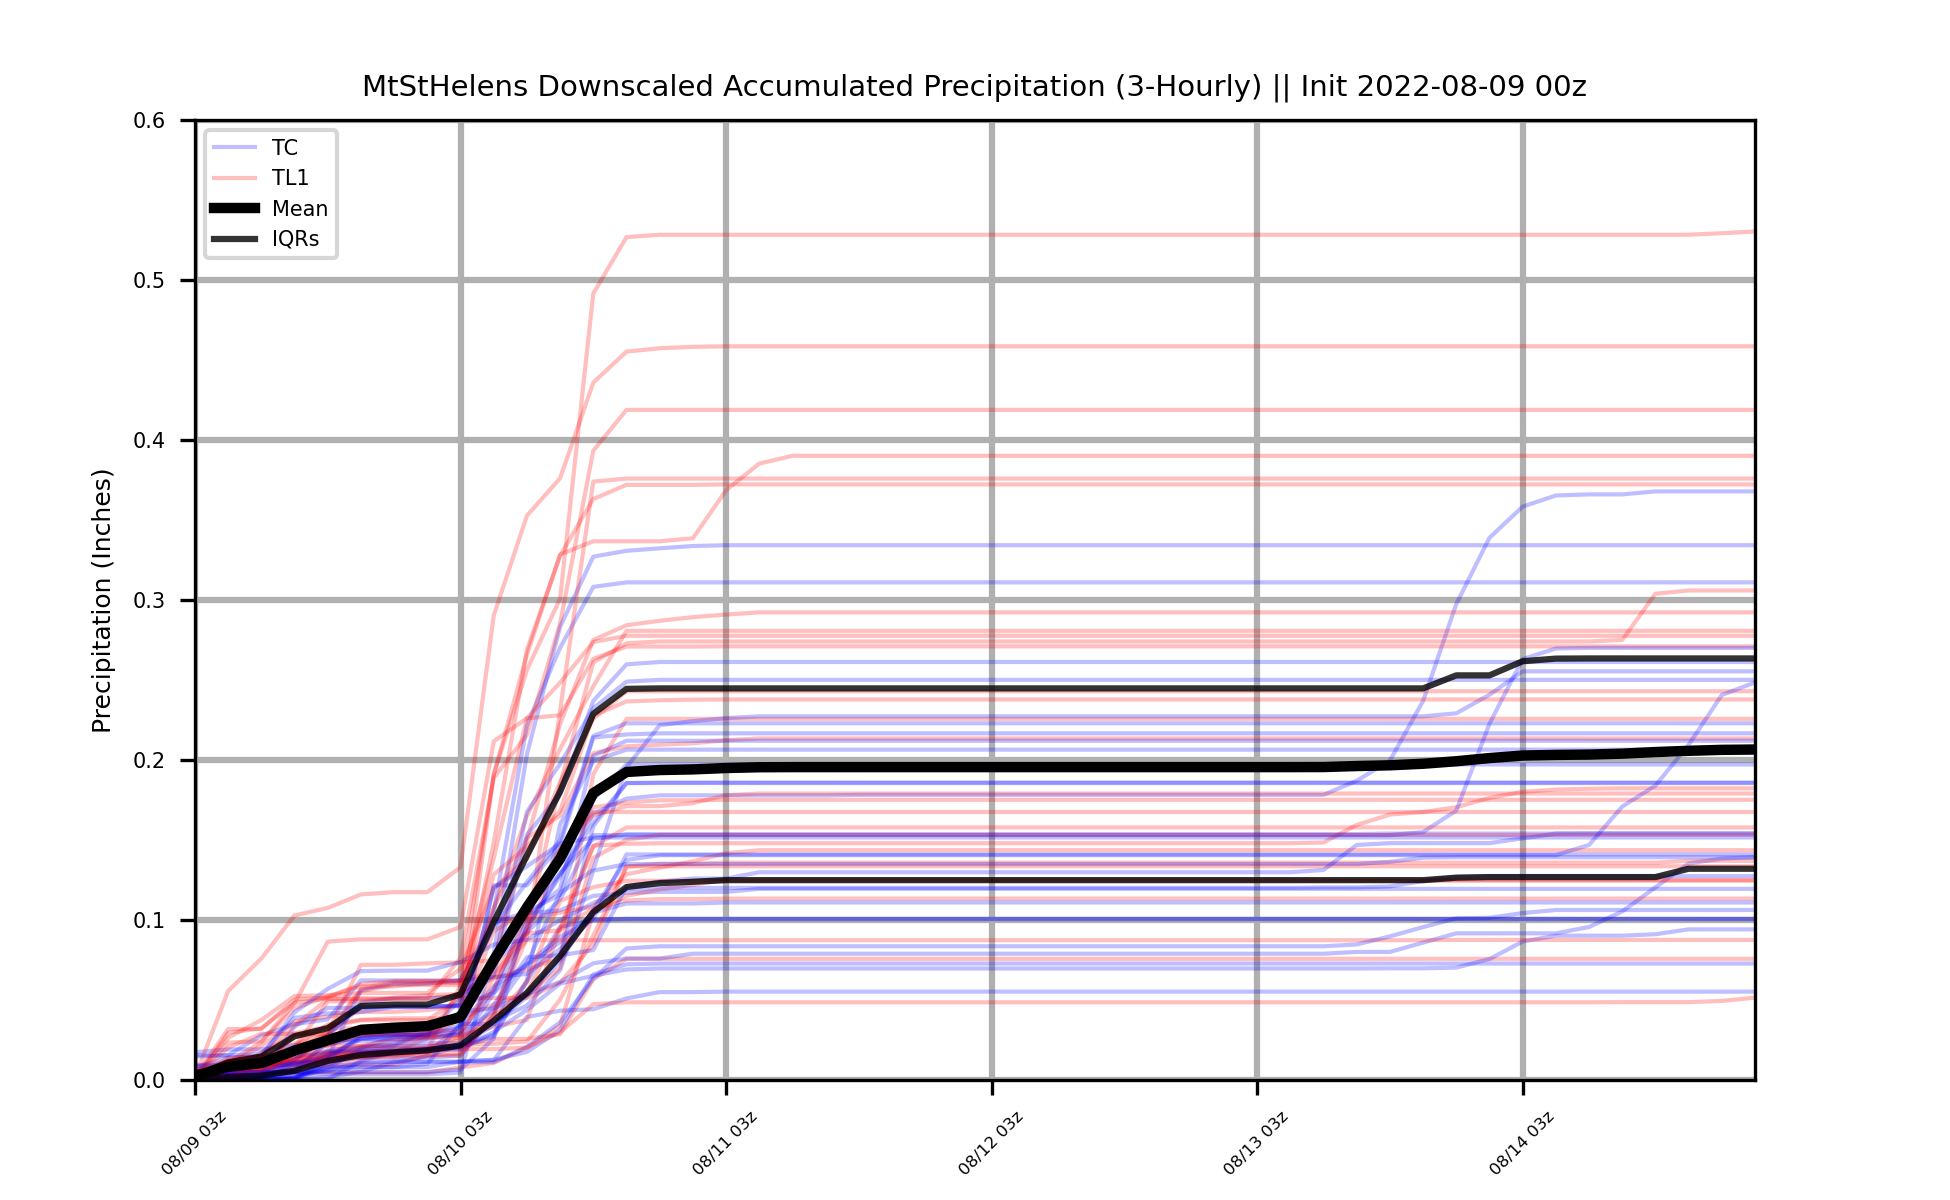 MtStHelens Downscaled Accumulated Precipitation (3-Hourly) || Init 2022-08-09 00z
TC
TL1
Mean
IQRs
Precipitation (Inches)
0.6
0.5
0.4
0.3
0.2
0.1
0.0
08/09 03z
08/10 03z
08/11 03z
08/12 03z
08/13 03z
08/14 03z